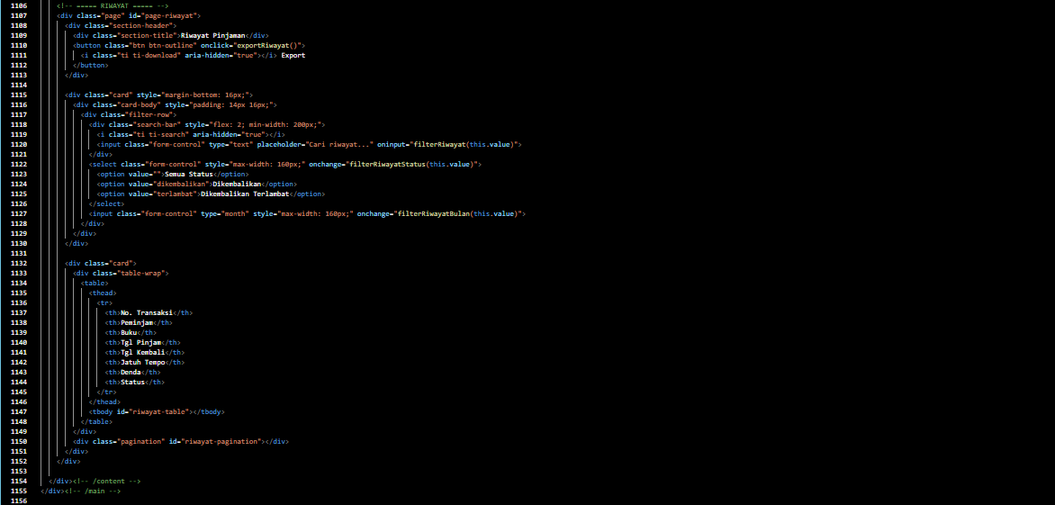 1106 <!-- ===== RIWAYAT ===== -->
1107 <div class="page" id="page-riwayat">
1108 <div class="section-header">
1109 <div class="section-title">Riwayat Pinjaman</div>
1110 <button class="btn btn-outline" onclick="exportRiwayat()">
1111 <i class="ti ti-download" aria-hidden="true"></i> Export
1112 </button>
1113 </div>
1114
1115 <div class="card" style="margin-bottom: 16px;">
1116 <div class="card-body" style="padding: 14px 16px;">
1117 <div class="filter-row">
1118 <div class="search-bar" style="flex: 2; min-width: 200px;">
1119 <i class="ti ti-search" aria-hidden="true"></i>
1120 <input class="form-control" type="text" placeholder="Cari riwayat..." oninput="filterRiwayat(this.value)">
1121 </div>
1122 <select class="form-control" style="max-width: 160px;" onchange="filterRiwayatStatus(this.value)">
1123 <option value="">Semua Status</option>
1124 <option value="dikembalikan">Dikembalikan</option>
1125 <option value="terlambat">Dikembalikan Terlambat</option>
1126 </select>
1127 <input class="form-control" type="month" style="max-width: 160px;" onchange="filterRiwayatBulan(this.value)">
1128 </div>
1129 </div>
1130 </div>
1131
1132 <div class="card">
1133 <div class="table-wrap">
1134 <table>
1135 <thead>
1136 <tr>
1137 <th>No. Transaksi</th>
1138 <th>Peminjam</th>
1139 <th>Buku</th>
1140 <th>Tgl Pinjam</th>
1141 <th>Tgl Kembali</th>
1142 <th>Jatuh Tempo</th>
1143 <th>Denda</th>
1144 <th>Status</th>
1145 </tr>
1146 </thead>
1147 <tbody id="riwayat-table"></tbody>
1148 </table>
1149 </div>
1150 <div class="pagination" id="riwayat-pagination"></div>
1151 </div>
1152 </div>
1153
1154 </div><!-- /content -->
1155 </div><!-- /main -->
1156